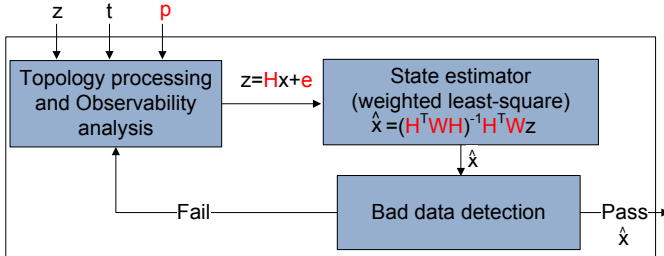 z t p
Topology processing
and Observability
analysis
z=Hx+e
State estimator
(weighted least-square)
x̂=(HᵀWH)⁻¹HᵀWz
x̂
Fail
Bad data detection
Pass
x̂